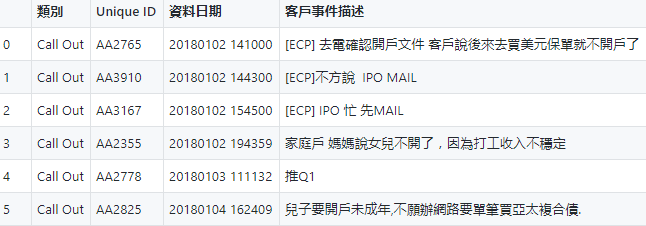 類別 Unique ID 資料日期 客戶事件描述
0 Call Out AA2765 20180102 141000 [ECP] 去電確認開戶文件 客戶說後來去買美元保單就不開戶了
1 Call Out AA3910 20180102 144300 [ECP]不方說 IPO MAIL
2 Call Out AA3167 20180102 154500 [ECP] IPO 忙 先MAIL
3 Call Out AA2355 20180102 194359 家庭戶 媽媽說女兒不開了，因為打工收入不穩定
4 Call Out AA2778 20180103 111132 推Q1
5 Call Out AA2825 20180104 162409 兒子要開戶未成年,不願辦網路要單筆買亞太複合債.